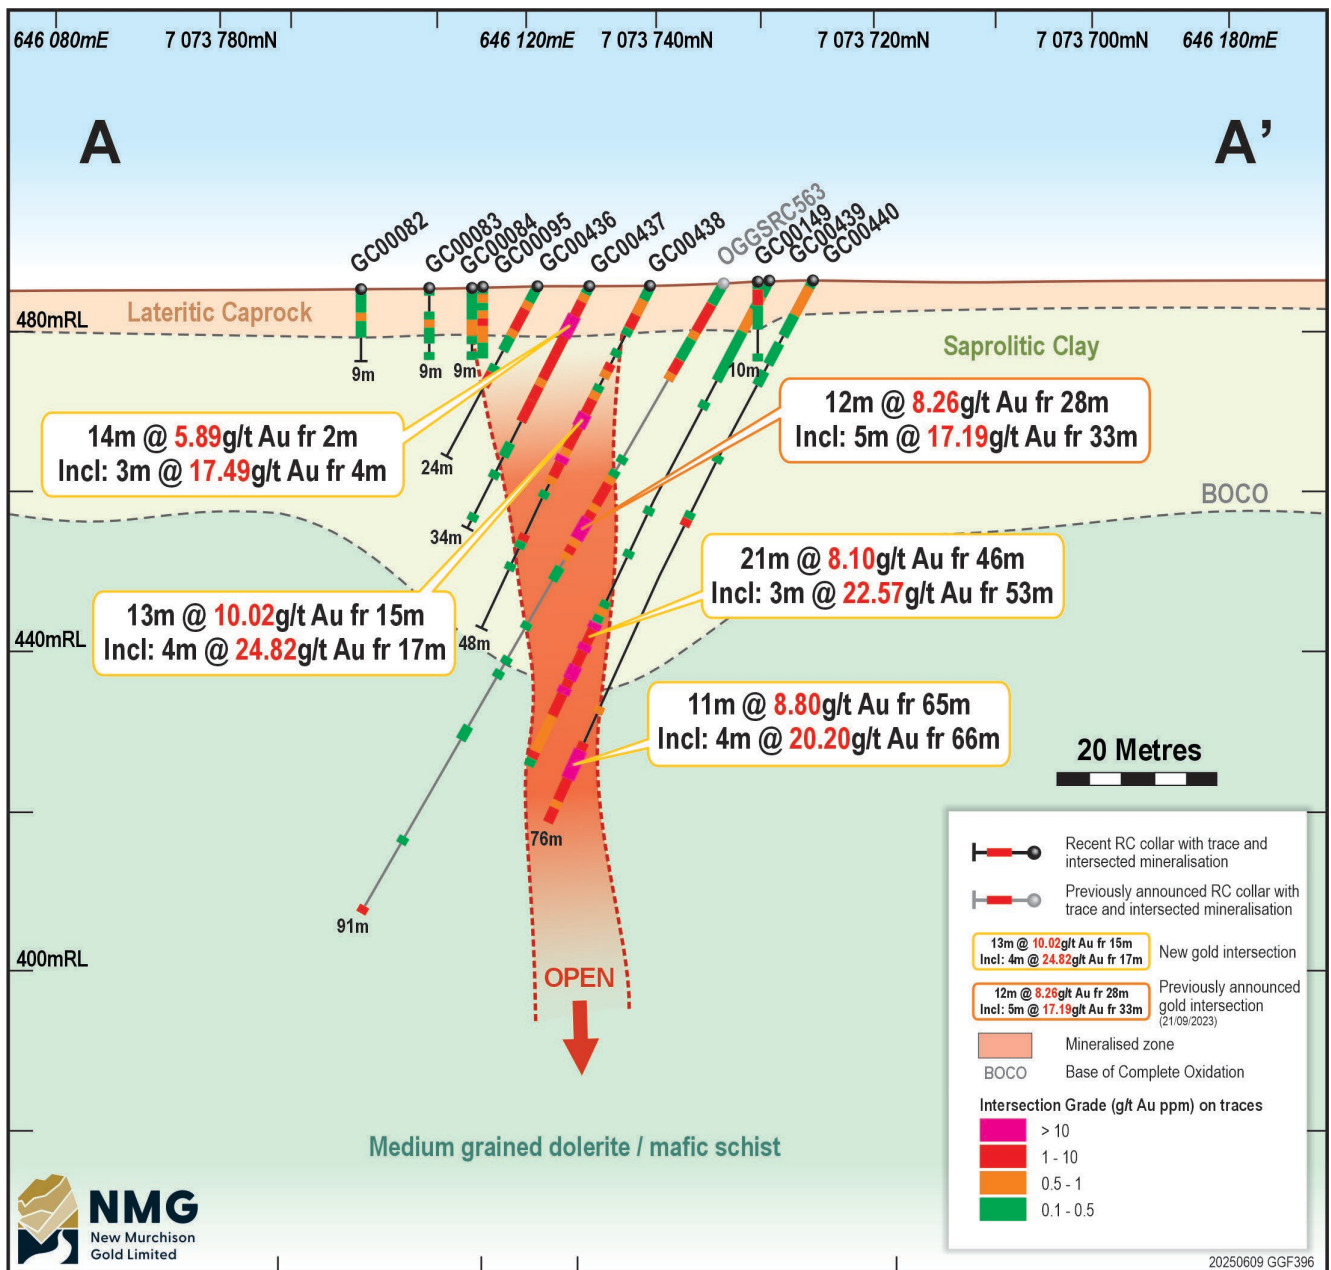 646 080mE 7 073 780mN 646 120mE 7 073 740mN 7 073 720mN 7 073 700mN 646 180mE
A A'
GC00082
GC00083
GC00084
GC00095
GC00436
GC00437
GC00438
OGGSRC563
GC00149
GC00439
GC00440
Lateritic Caprock
480mRL
Saprolitic Clay
9m 9m 9m 10m
12m @ 8.26g/t Au fr 28m
Incl: 5m @ 17.19g/t Au fr 33m
14m @ 5.89g/t Au fr 2m
Incl: 3m @ 17.49g/t Au fr 4m
24m
BOCO
34m
21m @ 8.10g/t Au fr 46m
Incl: 3m @ 22.57g/t Au fr 53m
13m @ 10.02g/t Au fr 15m
Incl: 4m @ 24.82g/t Au fr 17m
440mRL
48m
11m @ 8.80g/t Au fr 65m
Incl: 4m @ 20.20g/t Au fr 66m
20 Metres
76m
91m
400mRL
OPEN
Medium grained dolerite / mafic schist
Recent RC collar with trace and
intersected mineralisation
Previously announced RC collar with
trace and intersected mineralisation
13m @ 10.02g/t Au fr 15m
Incl: 4m @ 24.82g/t Au fr 17m
New gold intersection
12m @ 8.26g/t Au fr 28m
Incl: 5m @ 17.19g/t Au fr 33m
Previously announced
gold intersection
(21/09/2023)
Mineralised zone
BOCO Base of Complete Oxidation
Intersection Grade (g/t Au ppm) on traces
> 10
1 - 10
0.5 - 1
0.1 - 0.5
NMG
New Murchison
Gold Limited
20250609 GGF396